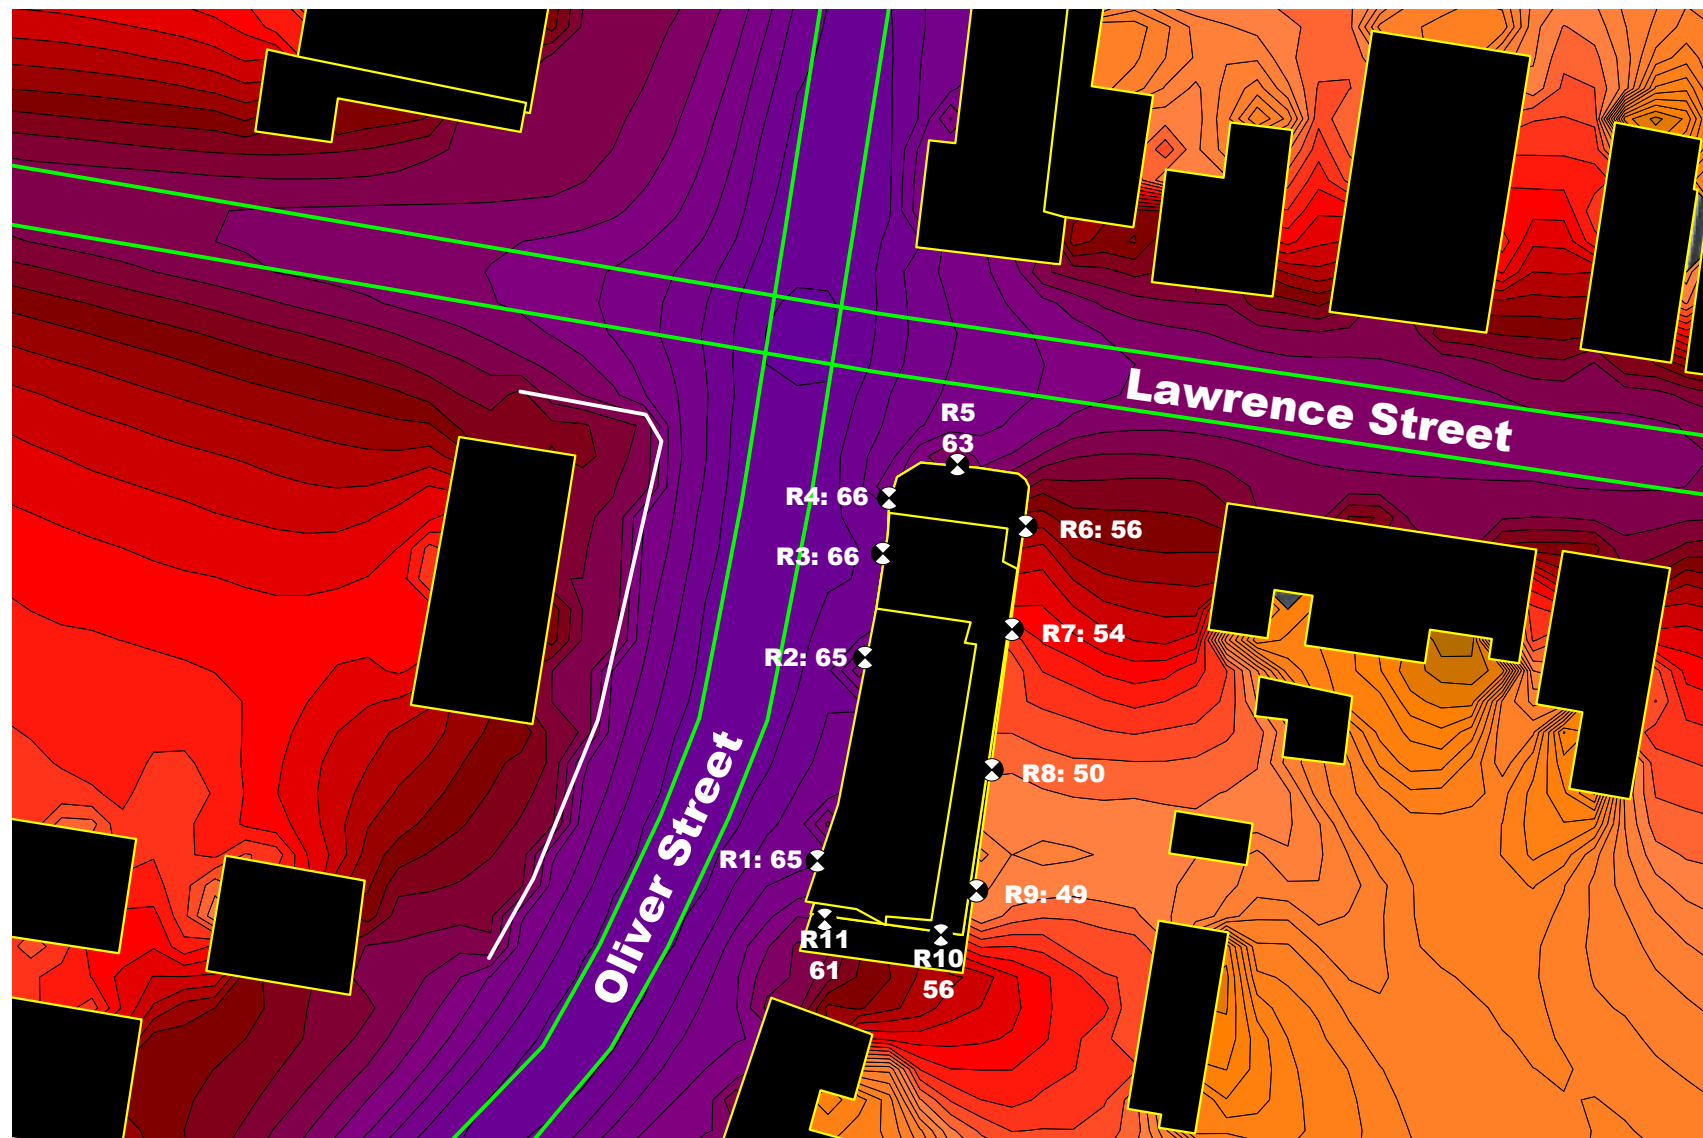 Lawrence Street
R5
63
R4: 66
R6: 56
R3: 66
R7: 54
R2: 65
R8: 50
Oliver Street
R1: 65
R9: 49
R11
61
R10
56